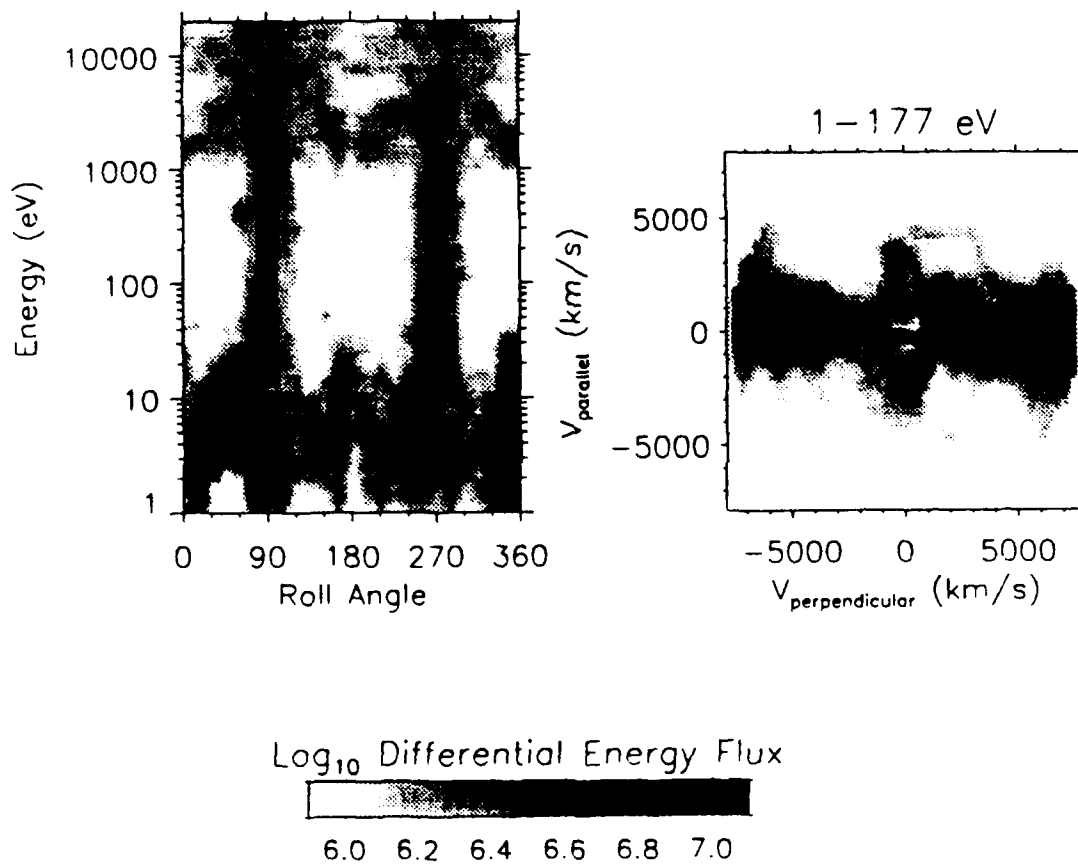 10000
1000
100
10
1
Energy (eV)
0 90 180 270 360
Roll Angle
1-177 eV
5000
0
-5000
V parallel (km/s)
-5000 0 5000
V perpendicular (km/s)
Log10 Differential Energy Flux
6.0 6.2 6.4 6.6 6.8 7.0